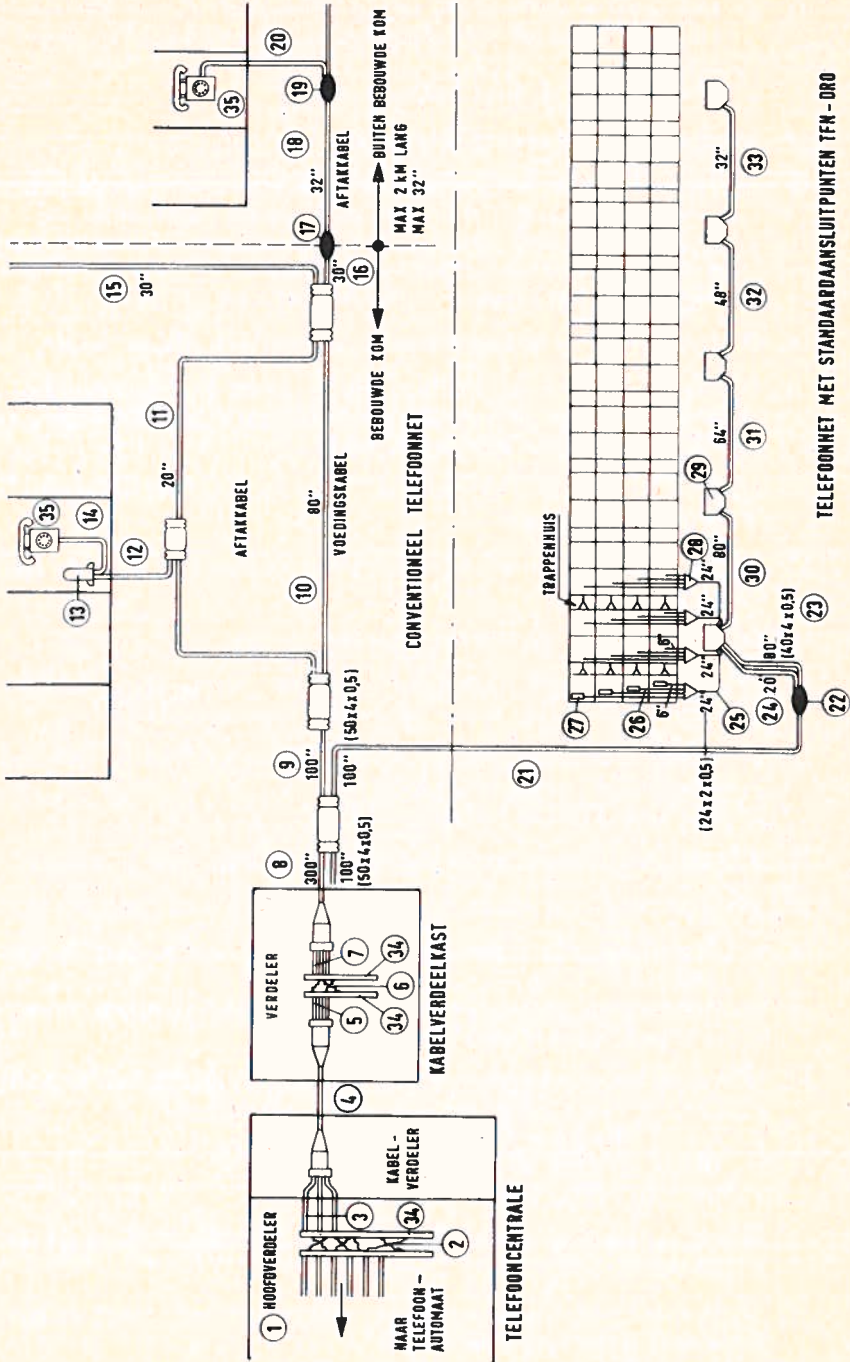 1 HOOFDVERDELER
NAAR
TELEFOON-
AUTOMAAT
2
34
3
KABEL-
VERDELER
TELEFOONCENTRALE
4
VERDELER
5
34
6
34
7
KABELVERDEELKAST
8
300"
100"
(50x4x0,5)
9
100"
100"
(50x4x0,5)
10
80"
VOEDINGSKABEL
AFTAKKABEL
20"
11
12
13
14
35
15
30"
30"
16
17
32"
18
AFTAKKABEL
19
20
35
BEBOUWDE KOM
BUITEN BEBOUWDE KOM
MAX 2 KM LANG
MAX 32"
CONVENTIONEEL TELEFOONNET
21
22
(24x2x0,5)
TRAPPENHUIS
27
26
6"
6"
24"
24"
24"
24"
25
24
20"
80"
(40x4x0,5)
23
28
29
80"
30
64"
31
48"
32
32"
33
TELEFOONNET MET STANDAARDAANSLUITPUNTEN TFN-DRO